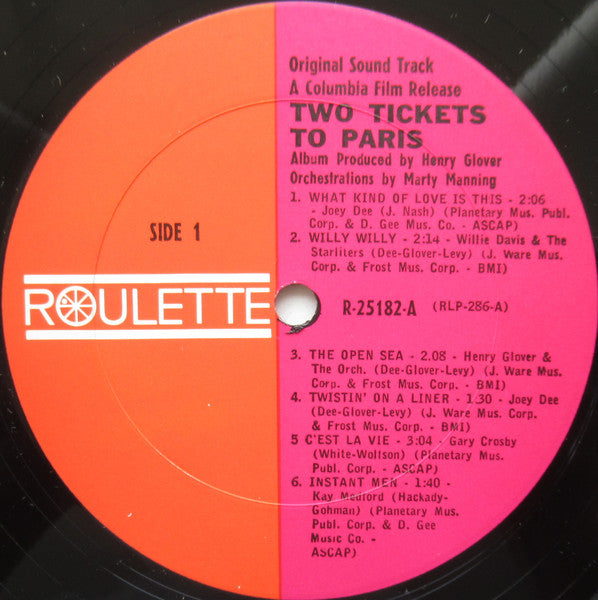 Original Sound Track
A Columbia Film Release
TWO TICKETS
TO PARIS
Album Produced by Henry Glover
Orchestrations by Marty Manning
1. WHAT KIND OF LOVE IS THIS - 2:06
- Joey Dee (J. Nash) (Planetary Mus. Publ.
Corp. & D. Gee Mus. Co. - ASCAP)
SIDE 1
2. WILLY WILLY - 2:14 - Willie Davis & The
Starliters (Dee-Glover-Levy) (J. Ware Mus.
Corp. & Frost Mus. Corp. - BMI)
ROULETTE
R-25182-A (RLP-286-A)
3. THE OPEN SEA - 2.08 - Henry Glover &
The Orch. (Dee-Glover-Levy) (J. Ware Mus.
Corp. & Frost Mus. Corp. - BMI)
4. TWISTIN' ON A LINER - 1:30 - Joey Dee
(Dee-Glover-Levy) (J. Ware Mus. Corp.
& Frost Mus. Corp. - BMI)
5 C'EST LA VIE - 3:04 - Gary Crosby
(White-Wollson) (Planetary Mus.
Publ. Corp. - ASCAP)
6. INSTANT MEN - 1:40 -
Kay Medford (Hackady-
Gohman) (Planetary Mus.
Publ. Corp. & D. Gee
Music Co. -
ASCAP)